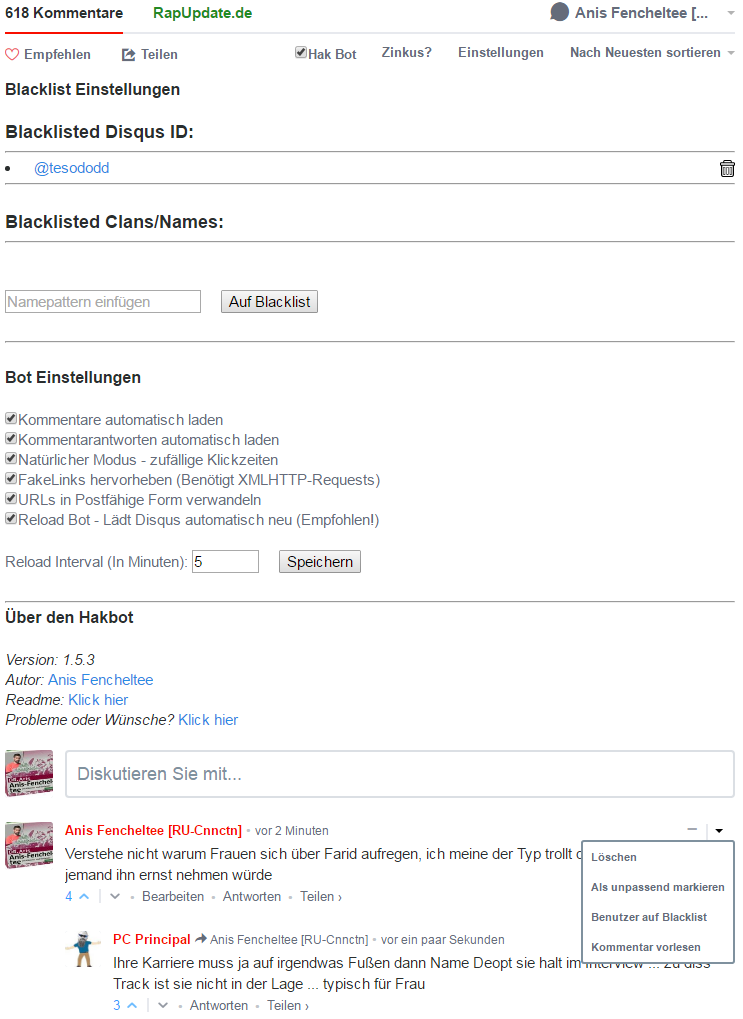 618 Kommentare RapUpdate.de Anis Fencheltee [...
Empfehlen Teilen Hak Bot Zinkus? Einstellungen Nach Neuesten sortieren
Blacklist Einstellungen
Blacklisted Disqus ID:
@tesododd
Blacklisted Clans/Names:
Namepattern einfügen Auf Blacklist
Bot Einstellungen
Kommentare automatisch laden
Kommentarantworten automatisch laden
Natürlicher Modus - zufällige Klickzeiten
FakeLinks hervorheben (Benötigt XMLHTTP-Requests)
URLs in Postfähige Form verwandeln
Reload Bot - Lädt Disqus automatisch neu (Empfohlen!)
Reload Interval (In Minuten): 5 Speichern
Über den Hakbot
Version: 1.5.3
Autor: Anis Fencheltee
Readme: Klick hier
Probleme oder Wünsche? Klick hier
Diskutieren Sie mit...
Anis Fencheltee [RU-Cnnctn] • vor 2 Minuten
Verstehe nicht warum Frauen sich über Farid aufregen, ich meine der Typ trollt
jemand ihn ernst nehmen würde
4 • Bearbeiten • Antworten • Teilen ›
Löschen
Als unpassend markieren
Benutzer auf Blacklist
Kommentar vorlesen
PC Principal Anis Fencheltee [RU-Cnnctn] • vor ein paar Sekunden
Ihre Karriere muss ja auf irgendwas Fußen dann Name Deopt sie halt im Interview ... zu diss
Track ist sie nicht in der Lage ... typisch für Frau
3 • Antworten • Teilen ›